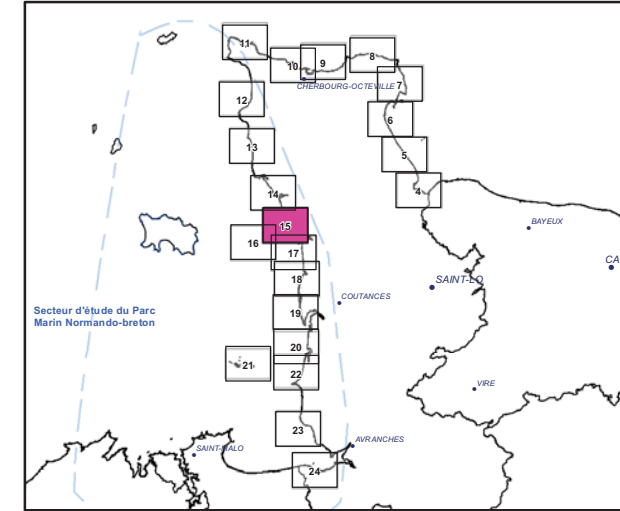 11
10
9
8
CHERBOURG-OCTEVILLE
7
12
6
13
5
14
4
15
BAYEUX
16
17
CA
18
SAINT-LO
COUTANCES
19
Secteur d'étude du Parc
Marin Normando-breton
20
21
22
VIRE
23
AVRANCHES
SAINT-MALO
24